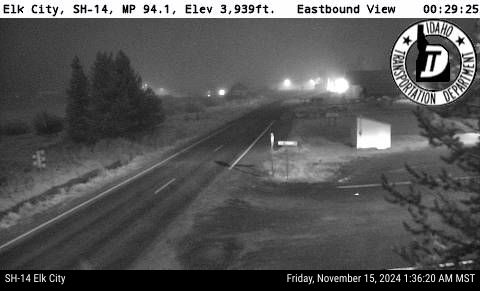 Elk City, SH-14, MP 94.1, Elev 3,939ft. Eastbound View 00:29:25
IDAHO
TRANSPORTATION DEPARTMENT
SH-14 Elk City Friday, November 15, 2024 1:36:20 AM MST